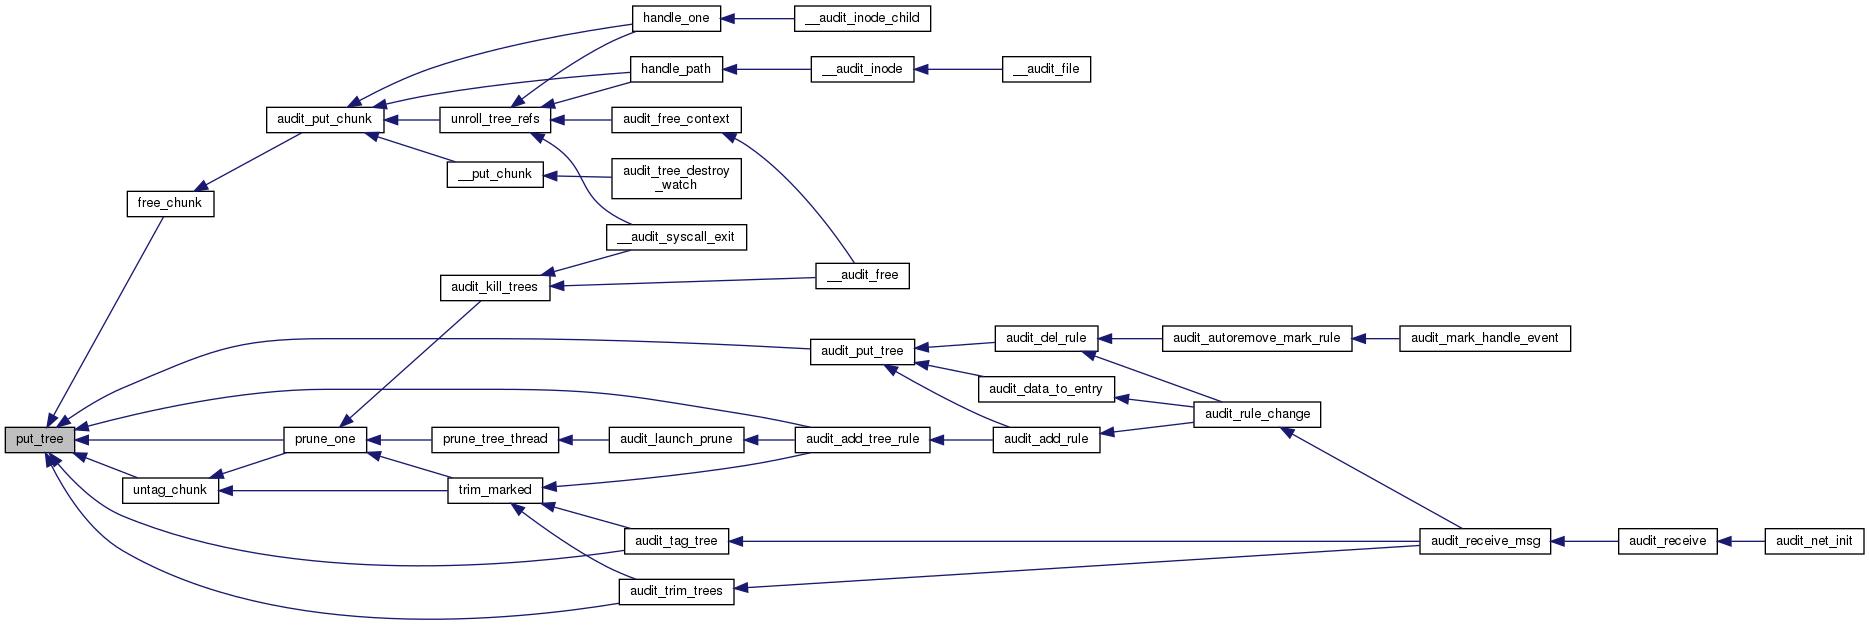 handle_one
__audit_inode_child
handle_path
__audit_inode
__audit_file
audit_put_chunk
unroll_tree_refs
audit_free_context
__put_chunk
audit_tree_destroy
_watch
free_chunk
__audit_syscall_exit
audit_kill_trees
__audit_free
audit_put_tree
audit_del_rule
audit_autoremove_mark_rule
audit_mark_handle_event
audit_data_to_entry
audit_rule_change
put_tree
prune_one
prune_tree_thread
audit_launch_prune
audit_add_tree_rule
audit_add_rule
untag_chunk
trim_marked
audit_tag_tree
audit_receive_msg
audit_receive
audit_net_init
audit_trim_trees